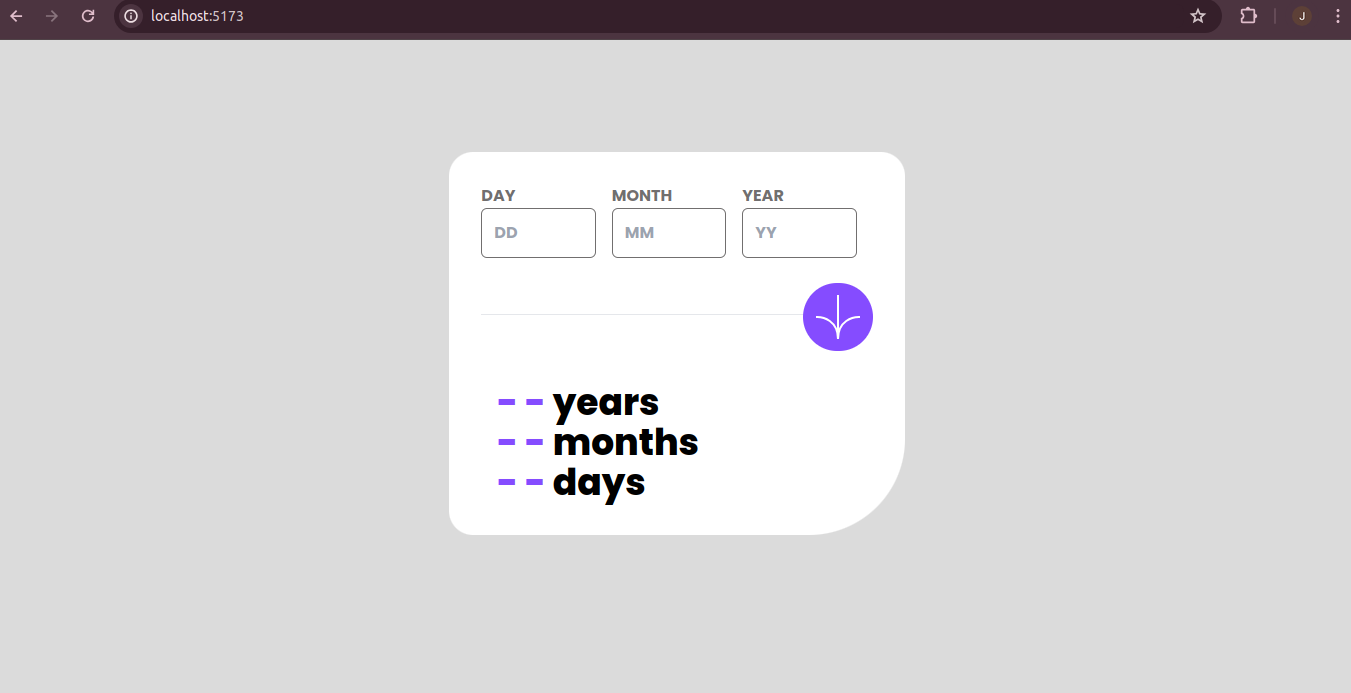 localhost:5173
J
DAY MONTH YEAR
DD MM YY
- - years
- - months
- - days